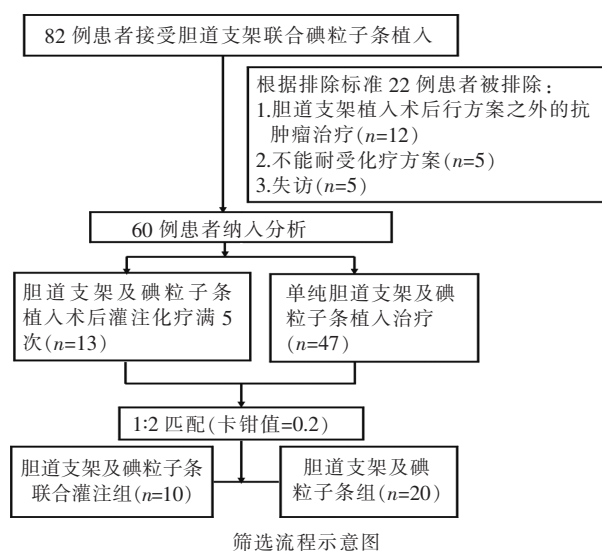 82 例患者接受胆道支架联合碘粒子条植入
根据排除标准 22 例患者被排除：
1.胆道支架植入术后行方案之外的抗
肿瘤治疗(n=12)
2.不能耐受化疗方案(n=5)
3.失访(n=5)
60 例患者纳入分析
胆道支架及碘粒子条
植入术后灌注化疗满 5
次(n=13)
单纯胆道支架及碘
粒子条植入治疗
(n=47)
1∶2 匹配(卡钳值=0.2)
胆道支架及碘粒子条
联合灌注组(n=10)
胆道支架及碘
粒子条组(n=20)
筛选流程示意图